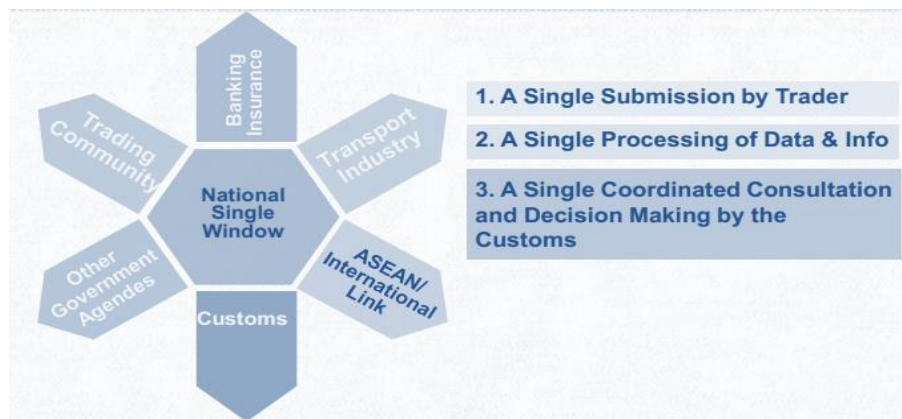 Banking
Insurance
Trading
Community
Transport
Industry
National
Single
Window
Other
Government
Agendes
ASEAN/
International
Link
Customs
1. A Single Submission by Trader
2. A Single Processing of Data & Info
3. A Single Coordinated Consultation
and Decision Making by the
Customs